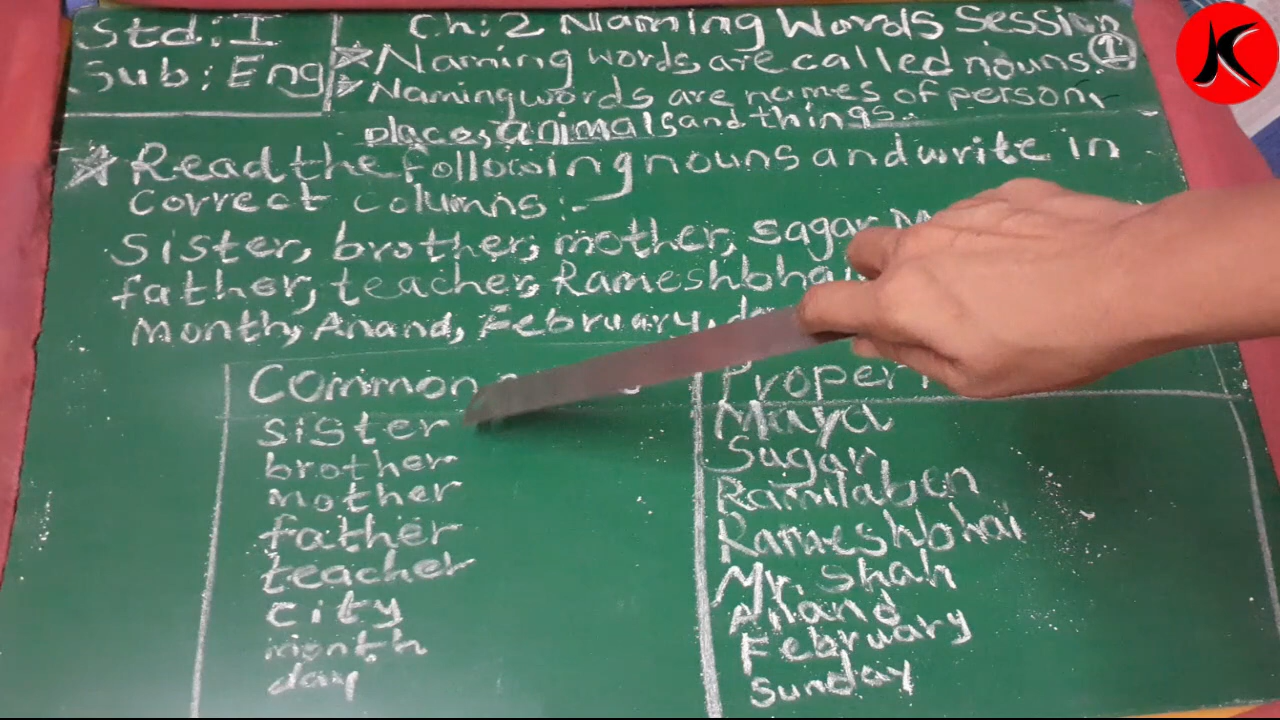 Std: I
Sub: Eng
Ch: 2 Naming Words Session 1
Naming words are called nouns.
Naming words are names of person,
places, animals and things.
Read the following nouns and write in
correct columns:-
Sister, brother, mother, sagar,
father, teacher, Rameshbhai
Month, Anand, February,
Common
Proper
sister
Maya
brother
Sagar
mother
Ramilaben
father
Rameshbhai
teacher
Mr. Shah
city
Anand
month
February
day
Sunday